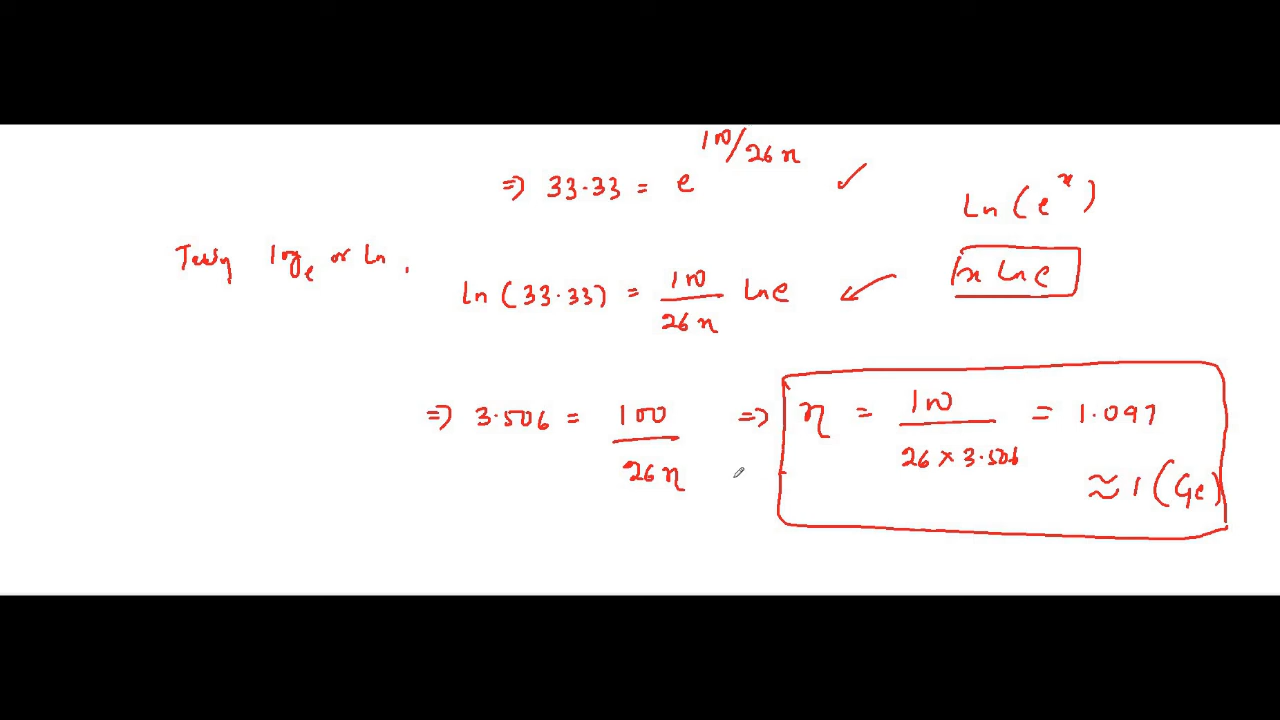 ⇒ 33.33 = e^{100/26η} ✓
Ln(e^x)
Taking log_e or Ln,
x Lne
ln(33.33) = 100/26η lne
⇒ 3.506 = 100/26η ⇒ η = 100/26×3.506 = 1.097
≈ 1 (Ge)